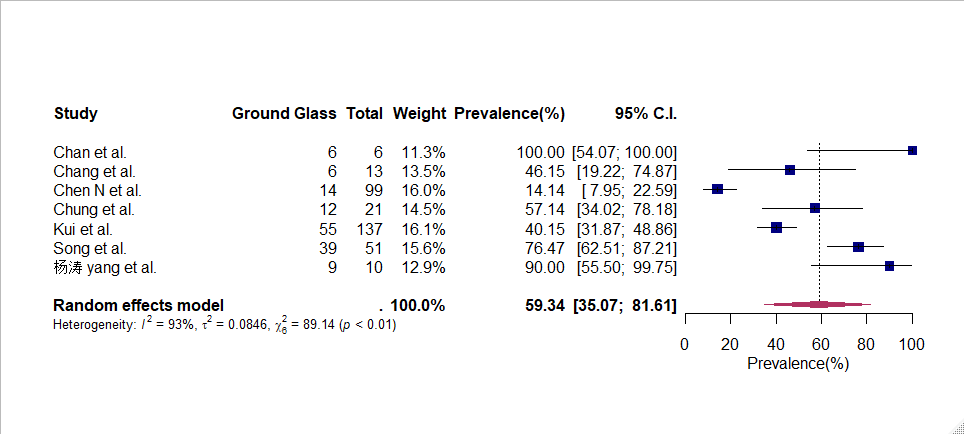 Study Ground Glass Total Weight Prevalence(%) 95% C.I.
Chan et al. 6 6 11.3% 100.00 [54.07; 100.00]
Chang et al. 6 13 13.5% 46.15 [19.22; 74.87]
Chen N et al. 14 99 16.0% 14.14 [ 7.95; 22.59]
Chung et al. 12 21 14.5% 57.14 [34.02; 78.18]
Kui et al. 55 137 16.1% 40.15 [31.87; 48.86]
Song et al. 39 51 15.6% 76.47 [62.51; 87.21]
杨涛 yang et al. 9 10 12.9% 90.00 [55.50; 99.75]
Random effects model . 100.0% 59.34 [35.07; 81.61]
Heterogeneity: I² = 93%, τ² = 0.0846, χ²₆ = 89.14 (p < 0.01)
0 20 40 60 80 100
Prevalence(%)